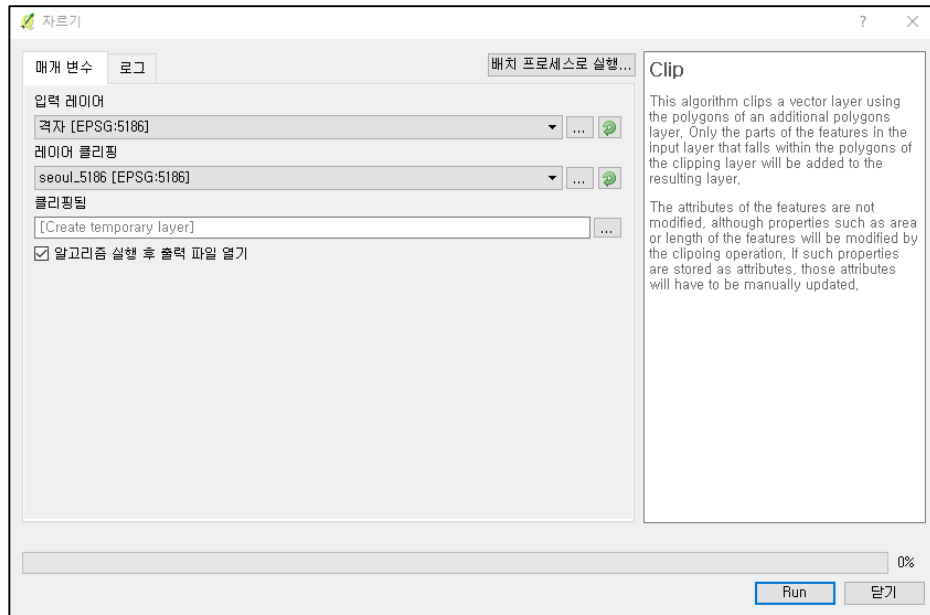 자르기
매개 변수
로그
배치 프로세스로 실행...
입력 레이어
격자 [EPSG:5186]
...
레이어 클리핑
seoul_5186 [EPSG:5186]
...
클리핑됨
[Create temporary layer]
...
알고리즘 실행 후 출력 파일 열기
Clip
This algorithm clips a vector layer using
the polygons of an additional polygons
layer. Only the parts of the features in the
input layer that falls within the polygons of
the clipping layer will be added to the
resulting layer.
The attributes of the features are not
modified, although properties such as area
or length of the features will be modified by
the clipoing operation. If such properties
are stored as attributes, those attributes
will have to be manually updated.
0%
Run
닫기